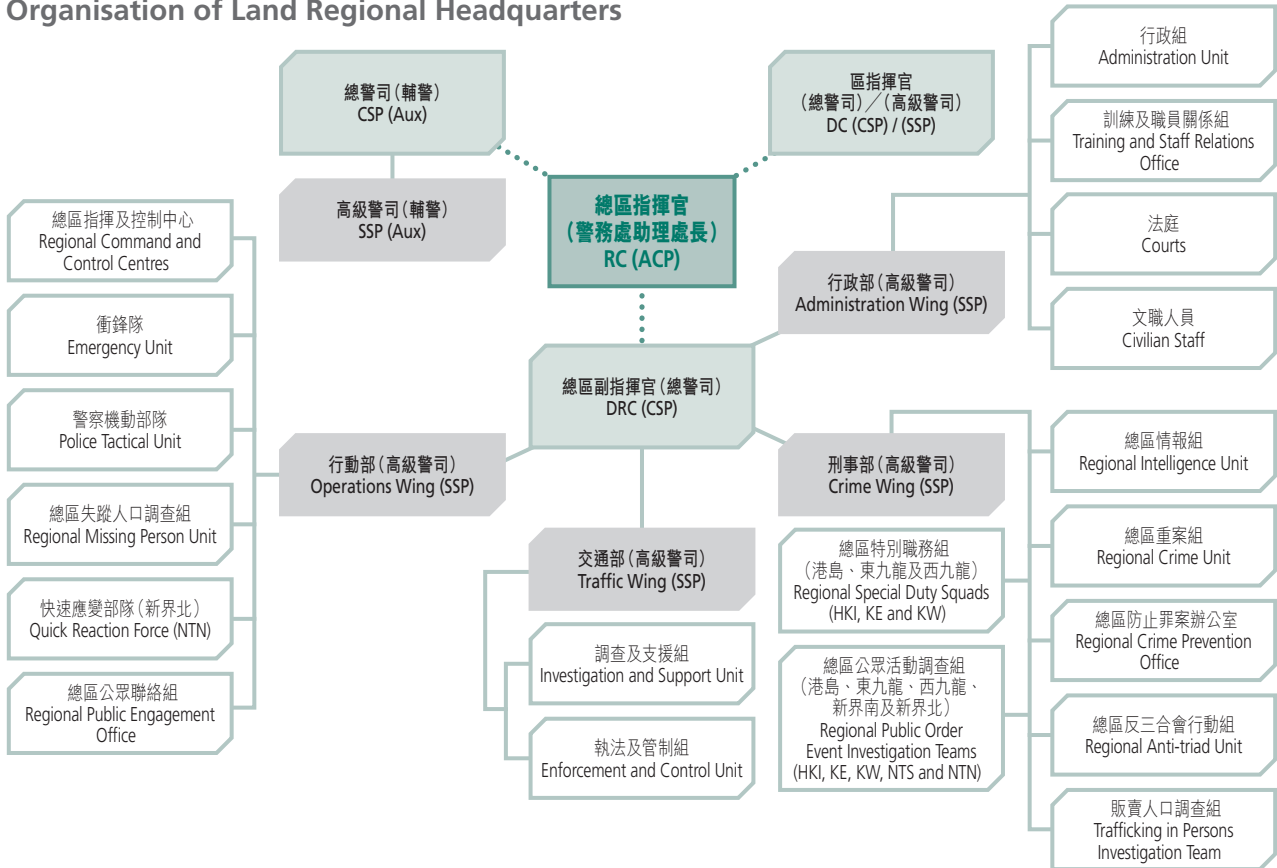 Organisation of Land Regional Headquarters
總警司（輔警）
CSP (Aux)
高級警司（輔警）
SSP (Aux)
區指揮官
（總警司）／（高級警司）
DC (CSP) / (SSP)
總區指揮官
（警務處助理處長）
RC (ACP)
總區副指揮官（總警司）
DRC (CSP)
行動部（高級警司）
Operations Wing (SSP)
總區指揮及控制中心
Regional Command and
Control Centres
衝鋒隊
Emergency Unit
警察機動部隊
Police Tactical Unit
總區失蹤人口調查組
Regional Missing Person Unit
快速應變部隊（新界北）
Quick Reaction Force (NTN)
總區公眾聯絡組
Regional Public Engagement
Office
交通部（高級警司）
Traffic Wing (SSP)
調查及支援組
Investigation and Support Unit
執法及管制組
Enforcement and Control Unit
行政部（高級警司）
Administration Wing (SSP)
行政組
Administration Unit
訓練及職員關係組
Training and Staff Relations
Office
法庭
Courts
文職人員
Civilian Staff
刑事部（高級警司）
Crime Wing (SSP)
總區特別職務組
（港島、東九龍及西九龍）
Regional Special Duty Squads
(HKI, KE and KW)
總區公眾活動調查組
（港島、東九龍、西九龍、
新界南及新界北）
Regional Public Order
Event Investigation Teams
(HKI, KE, KW, NTS and NTN)
總區情報組
Regional Intelligence Unit
總區重案組
Regional Crime Unit
總區防止罪案辦公室
Regional Crime Prevention
Office
總區反三合會行動組
Regional Anti-triad Unit
販賣人口調查組
Trafficking in Persons
Investigation Team